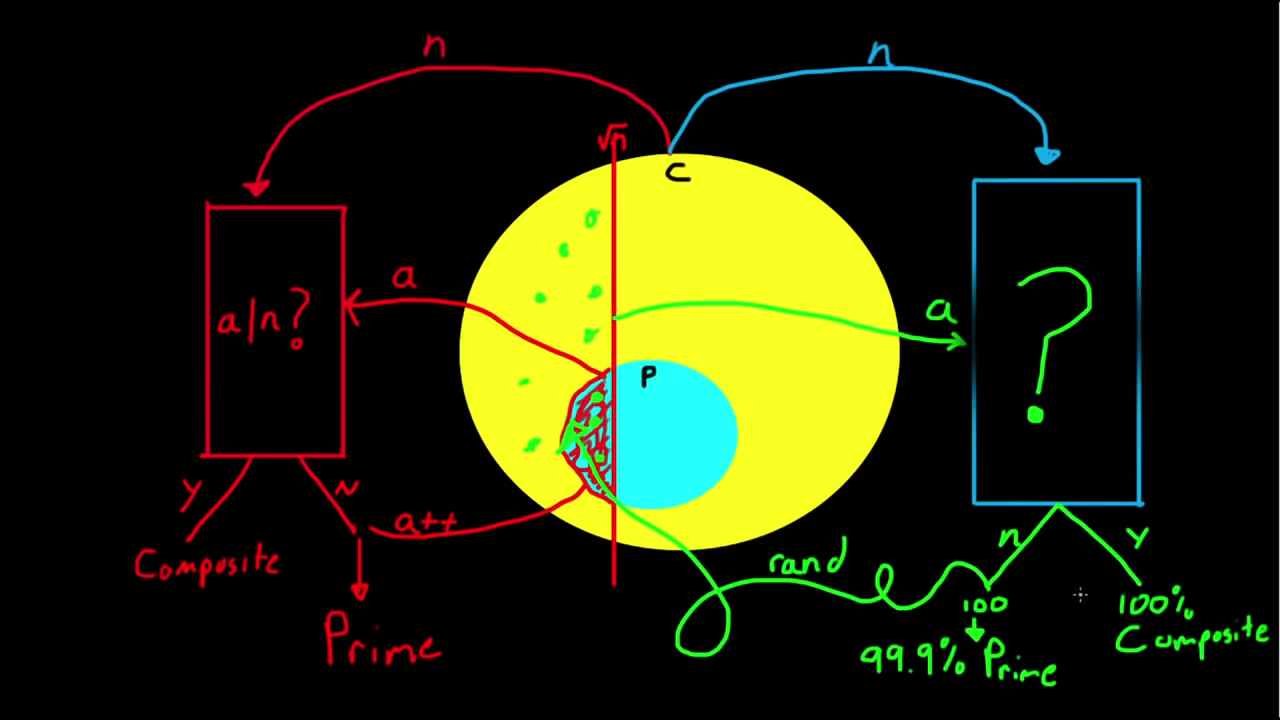 n
n
√n
C
a
a|n?
a
?
P
Y
N
a++
n
Y
Composite
rand
100
100%
Composite
Prime
99.9% Prime